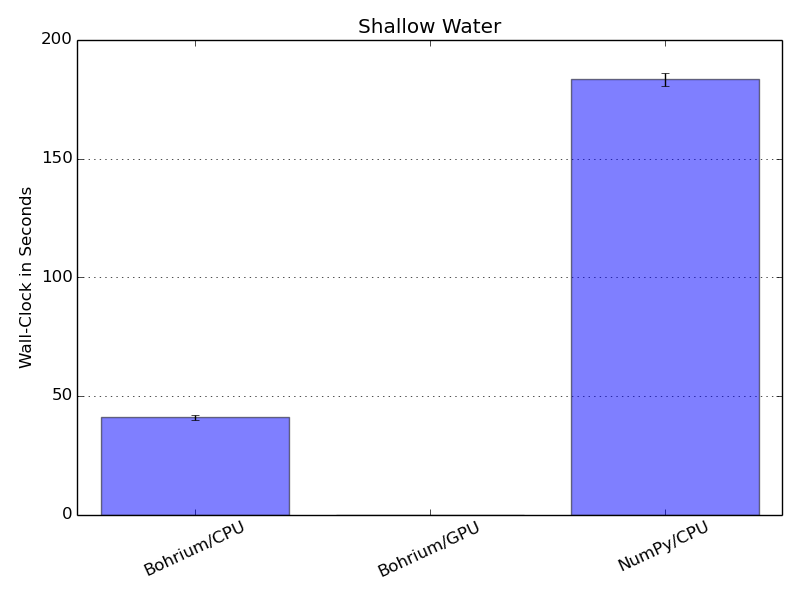 Shallow Water
200
150
100
50
0
Wall-Clock in Seconds
Bohrium/CPU
Bohrium/GPU
NumPy/CPU